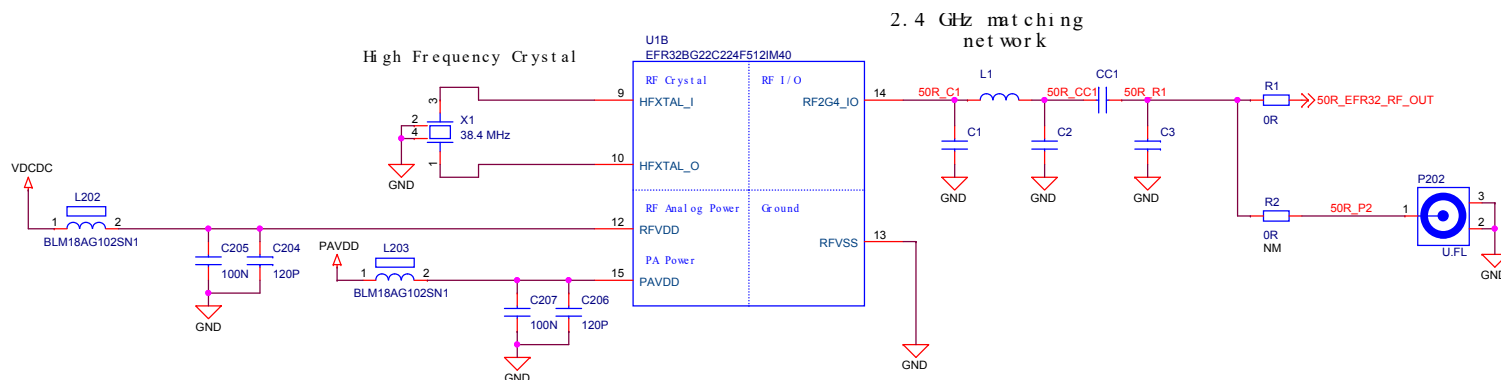 2.4 GHz matching
network
High Frequency Crystal
U1B
EFR32BG22C224F512IM40
RF Crystal
RF I/O
9
HFXTAL_I
RF2G4_IO
14
50R_C1
L1
50R_CC1
CC1
50R_R1
R1
50R_EFR32_RF_OUT
0R
3
2
4
X1
38.4 MHz
1
GND
10
HFXTAL_O
C1
C2
C3
GND
GND
GND
VDCDC
L202
1
2
BLM18AG102SN1
C205
100N
C204
120P
GND
RF Analog Power
Ground
12
RFVDD
RFVSS
13
GND
PAVDD
L203
1
2
BLM18AG102SN1
PA Power
15
PAVDD
C207
100N
C206
120P
GND
R2
0R
NM
50R_P2
P202
1
3
2
U.FL
GND